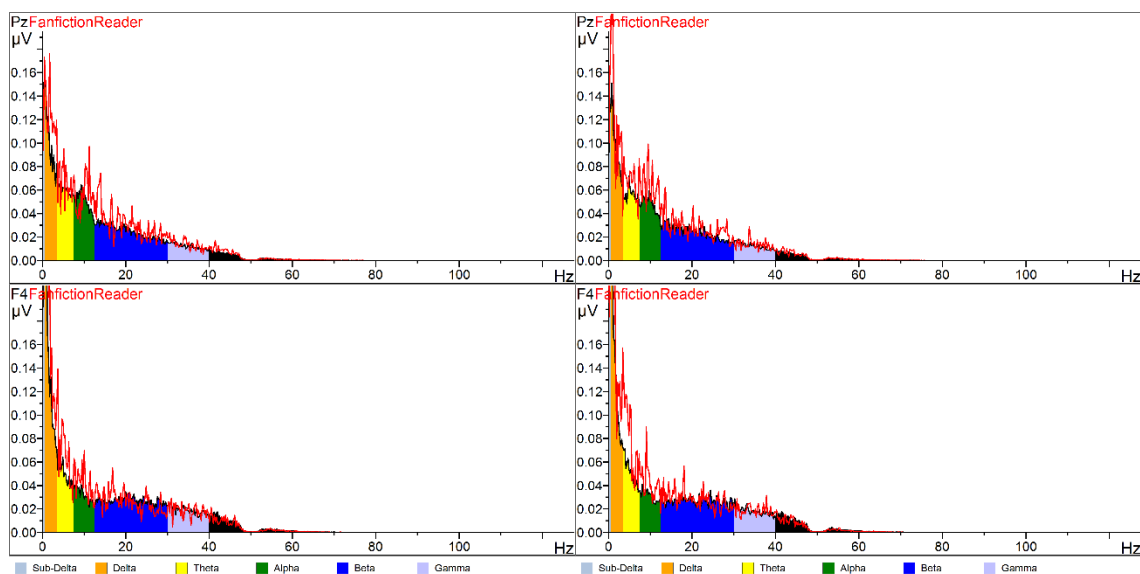 PzFanfictionReader PzFanfictionReader
µV µV
0.16 0.16
0.14 0.14
0.12 0.12
0.10 0.10
0.08 0.08
0.06 0.06
0.04 0.04
0.02 0.02
0.00 0.00
0 20 40 60 80 100 Hz 0 20 40 60 80 100 Hz
F4FanfictionReader F4FanfictionReader
µV µV
0.16 0.16
0.14 0.14
0.12 0.12
0.10 0.10
0.08 0.08
0.06 0.06
0.04 0.04
0.02 0.02
0.00 0.00
0 20 40 60 80 100 Hz 0 20 40 60 80 100 Hz
Sub-Delta Delta Theta Alpha Beta Gamma Sub-Delta Delta Theta Alpha Beta Gamma